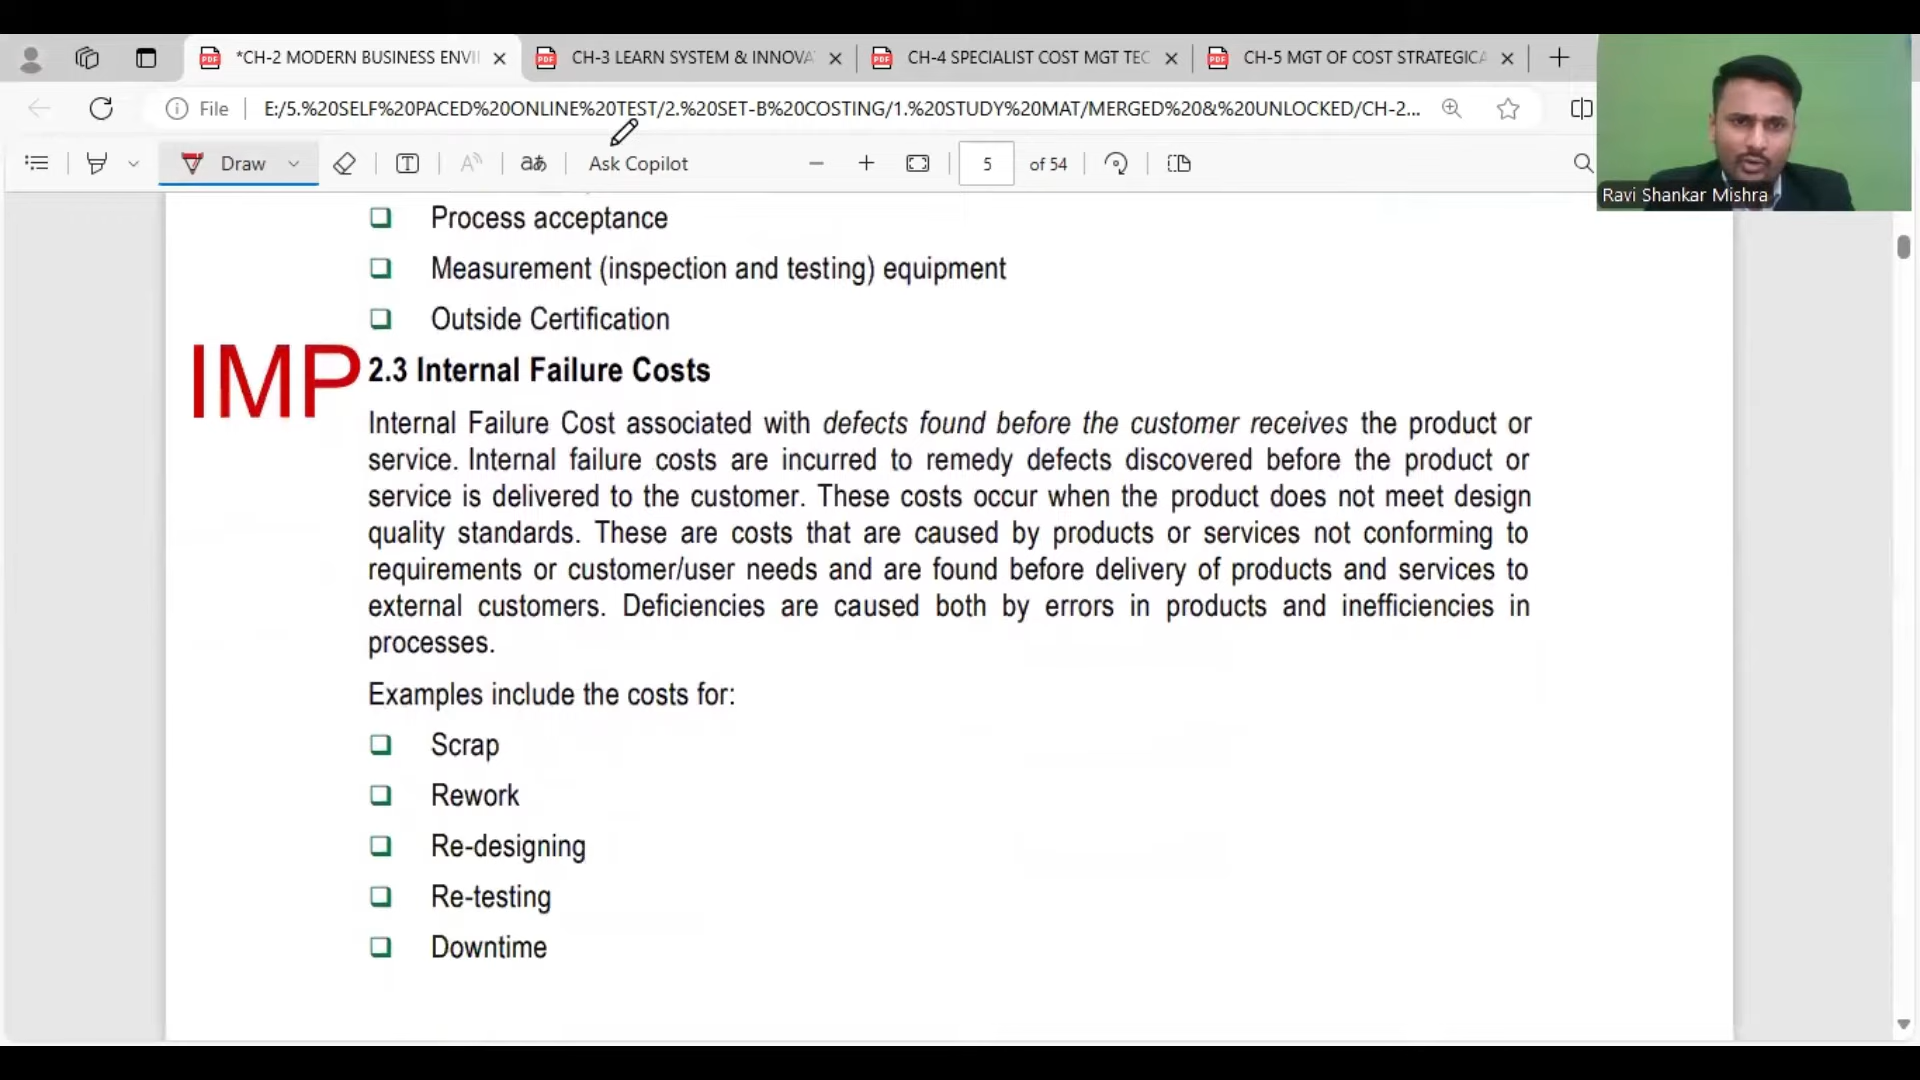 *CH-2 MODERN BUSINESS ENVI
CH-3 LEARN SYSTEM & INNOVA
CH-4 SPECIALIST COST MGT TEC
CH-5 MGT OF COST STRATEGICA
File
E:/5.%20SELF%20PACED%20ONLINE%20TEST/2.%20SET-B%20COSTING/1.%20STUDY%20MAT/MERGED%20&%20UNLOCKED/CH-2...
Draw
aあ
Ask Copilot
5 of 54
Ravi Shankar Mishra
Process acceptance
Measurement (inspection and testing) equipment
Outside Certification
IMP
2.3 Internal Failure Costs
Internal Failure Cost associated with defects found before the customer receives the product or
service. Internal failure costs are incurred to remedy defects discovered before the product or
service is delivered to the customer. These costs occur when the product does not meet design
quality standards. These are costs that are caused by products or services not conforming to
requirements or customer/user needs and are found before delivery of products and services to
external customers. Deficiencies are caused both by errors in products and inefficiencies in
processes.
Examples include the costs for:
Scrap
Rework
Re-designing
Re-testing
Downtime